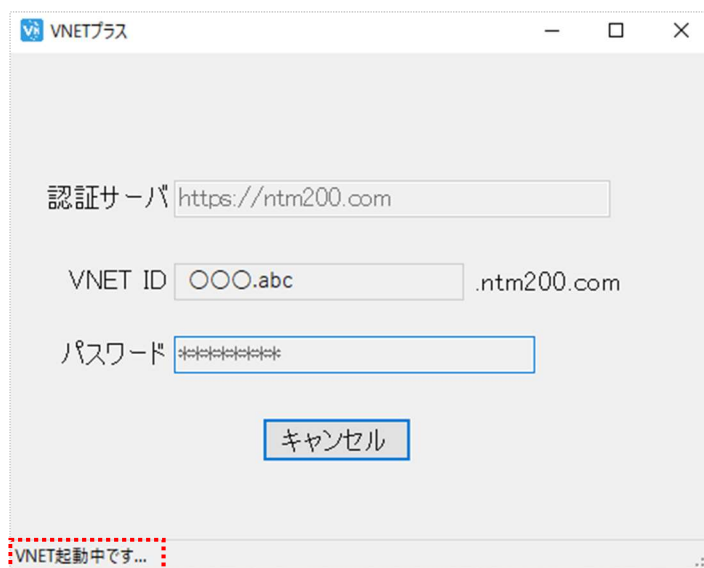 VNETプラス
認証サーバ https://ntm200.com
VNET ID ○○○.abc .ntm200.com
パスワード *********
キャンセル
VNET起動中です...